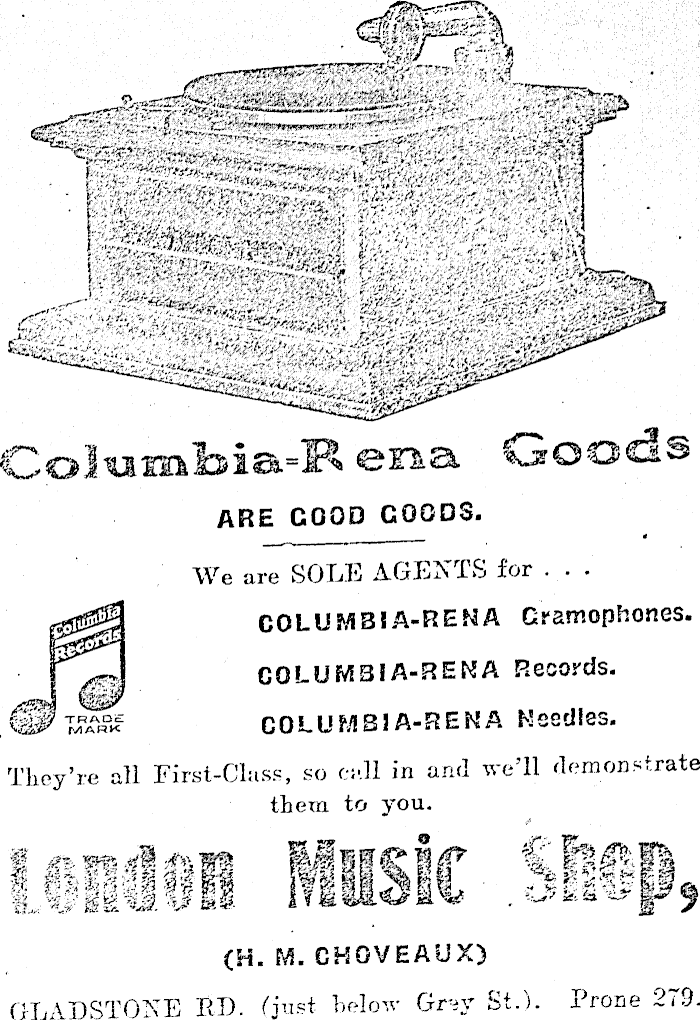 Columbia=Rena Goods
ARE GOOD GOODS.
We are SOLE AGENTS for . . .
Columbia
Records
TRADE
MARK
COLUMBIA-RENA Gramophones.
COLUMBIA-RENA Records.
COLUMBIA-RENA Needles.
They're all First-Class, so call in and we'll demonstrate
them to you.
London Music Shop,
(H. M. CHOVEAUX)
GLADSTONE RD. (just below Grey St.). Prone 279.